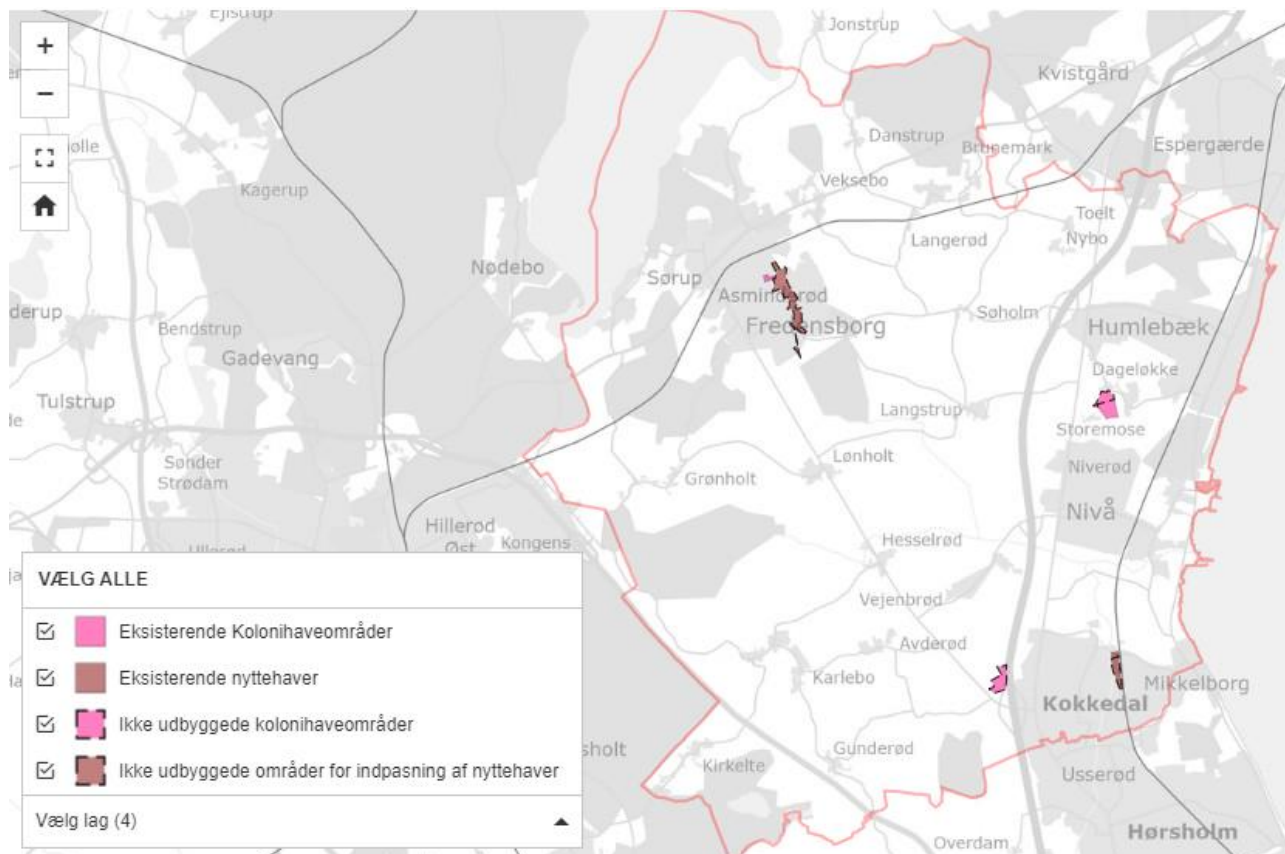 Ejlstrup
Jonstrup
Kvistgård
+
−
Danstrup
Brunemark
Espergærde
Kagerup
Veksebo
Toelt
Nybo
Langerød
Nødebo
Sørup
Asminderød
Fredensborg
Søholm
Humlebæk
derup
Bendstrup
Gadevang
Dageløkke
Tulstrup
Langstrup
Storemose
Sønder
Strødam
Lønholt
Niverød
Grønholt
Nivå
Hillerød
Øst
Kongens
Hesselrød
Vejenbrød
Avderød
Karlebo
Mikkelborg
Kokkedal
Gunderød
Kirkelte
sholt
Usserød
Overdam
Hørsholm
VÆLG ALLE
Eksisterende Kolonihaveområder
Eksisterende nyttehaver
Ikke udbyggede kolonihaveområder
Ikke udbyggede områder for indpasning af nyttehaver
Vælg lag (4)